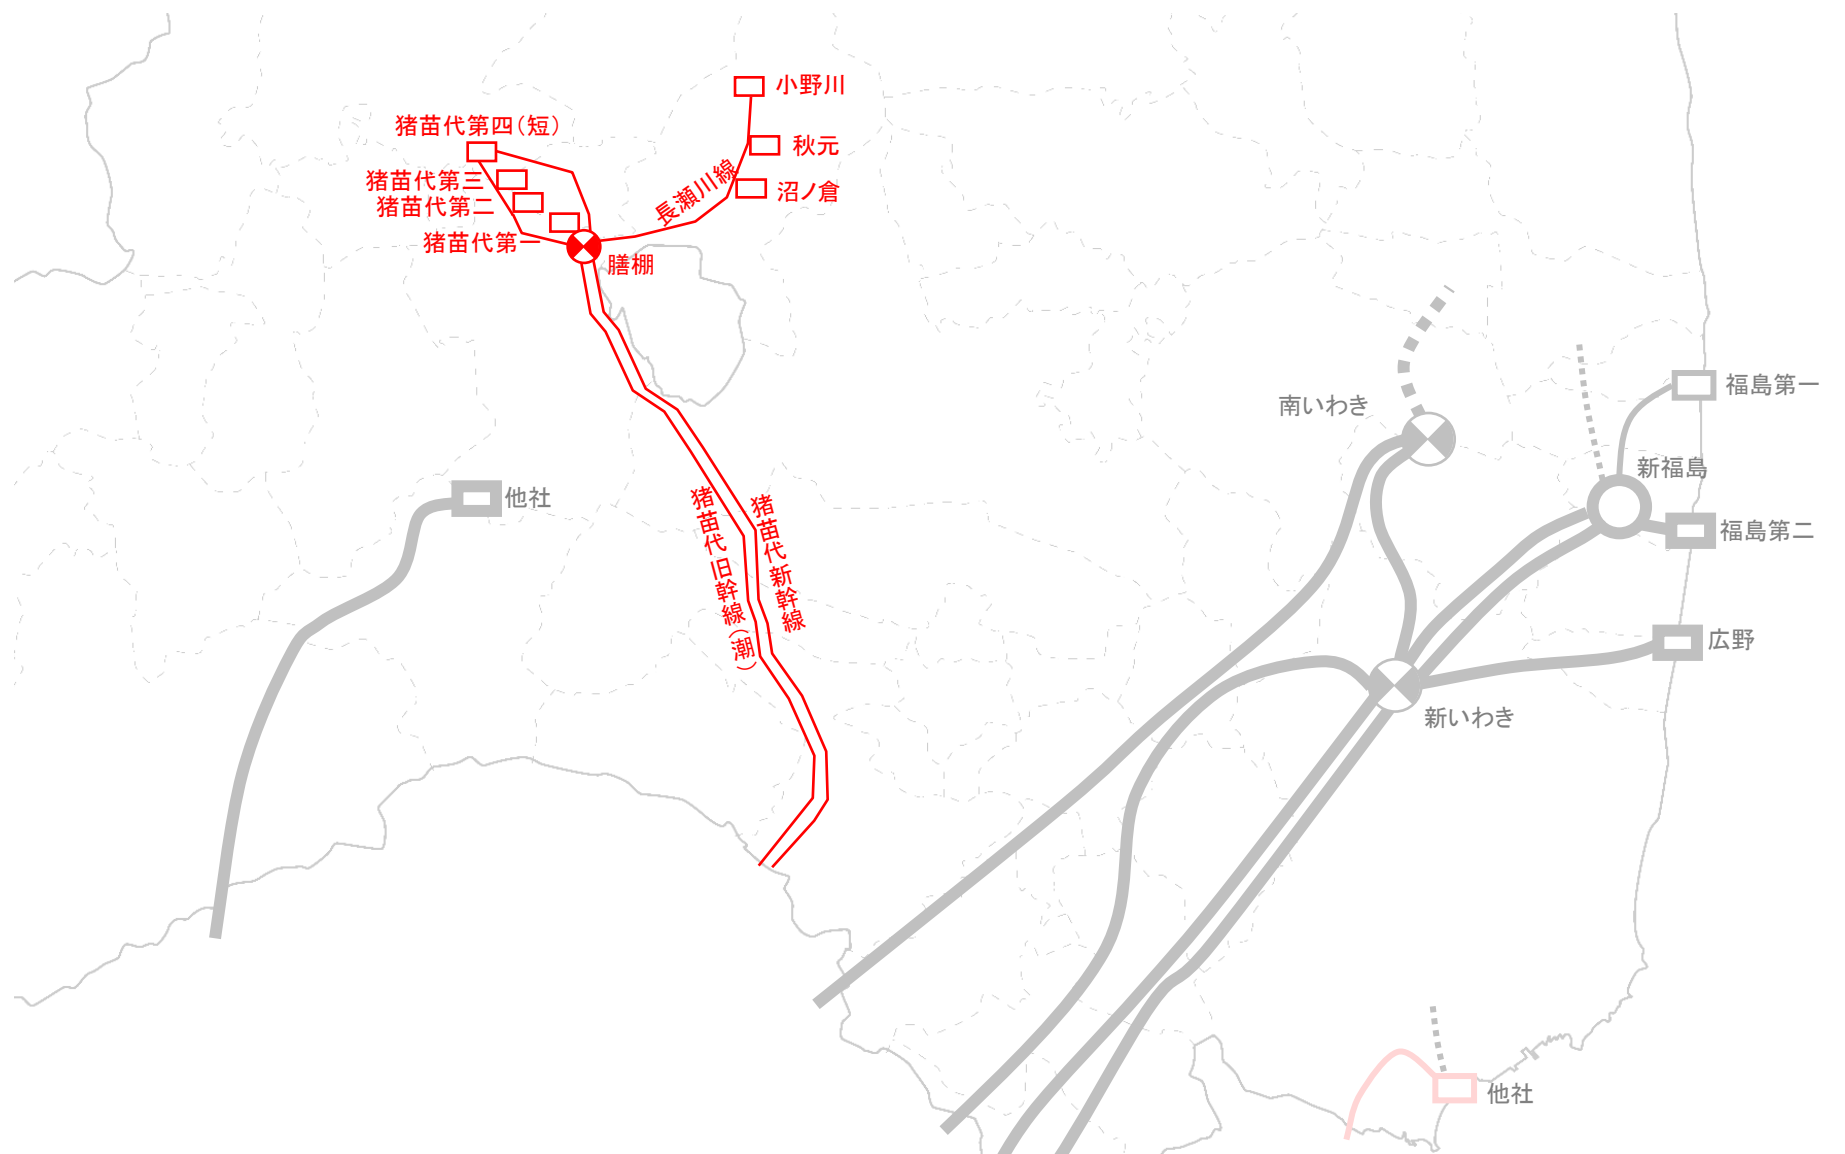 小野川
猪苗代第四（短）
秋元
猪苗代第三
沼ノ倉
猪苗代第二
長瀬川線
猪苗代第一
膳棚
福島第一
南いわき
新福島
他社
猪苗代旧幹線（潮）
猪苗代新幹線
福島第二
広野
新いわき
他社